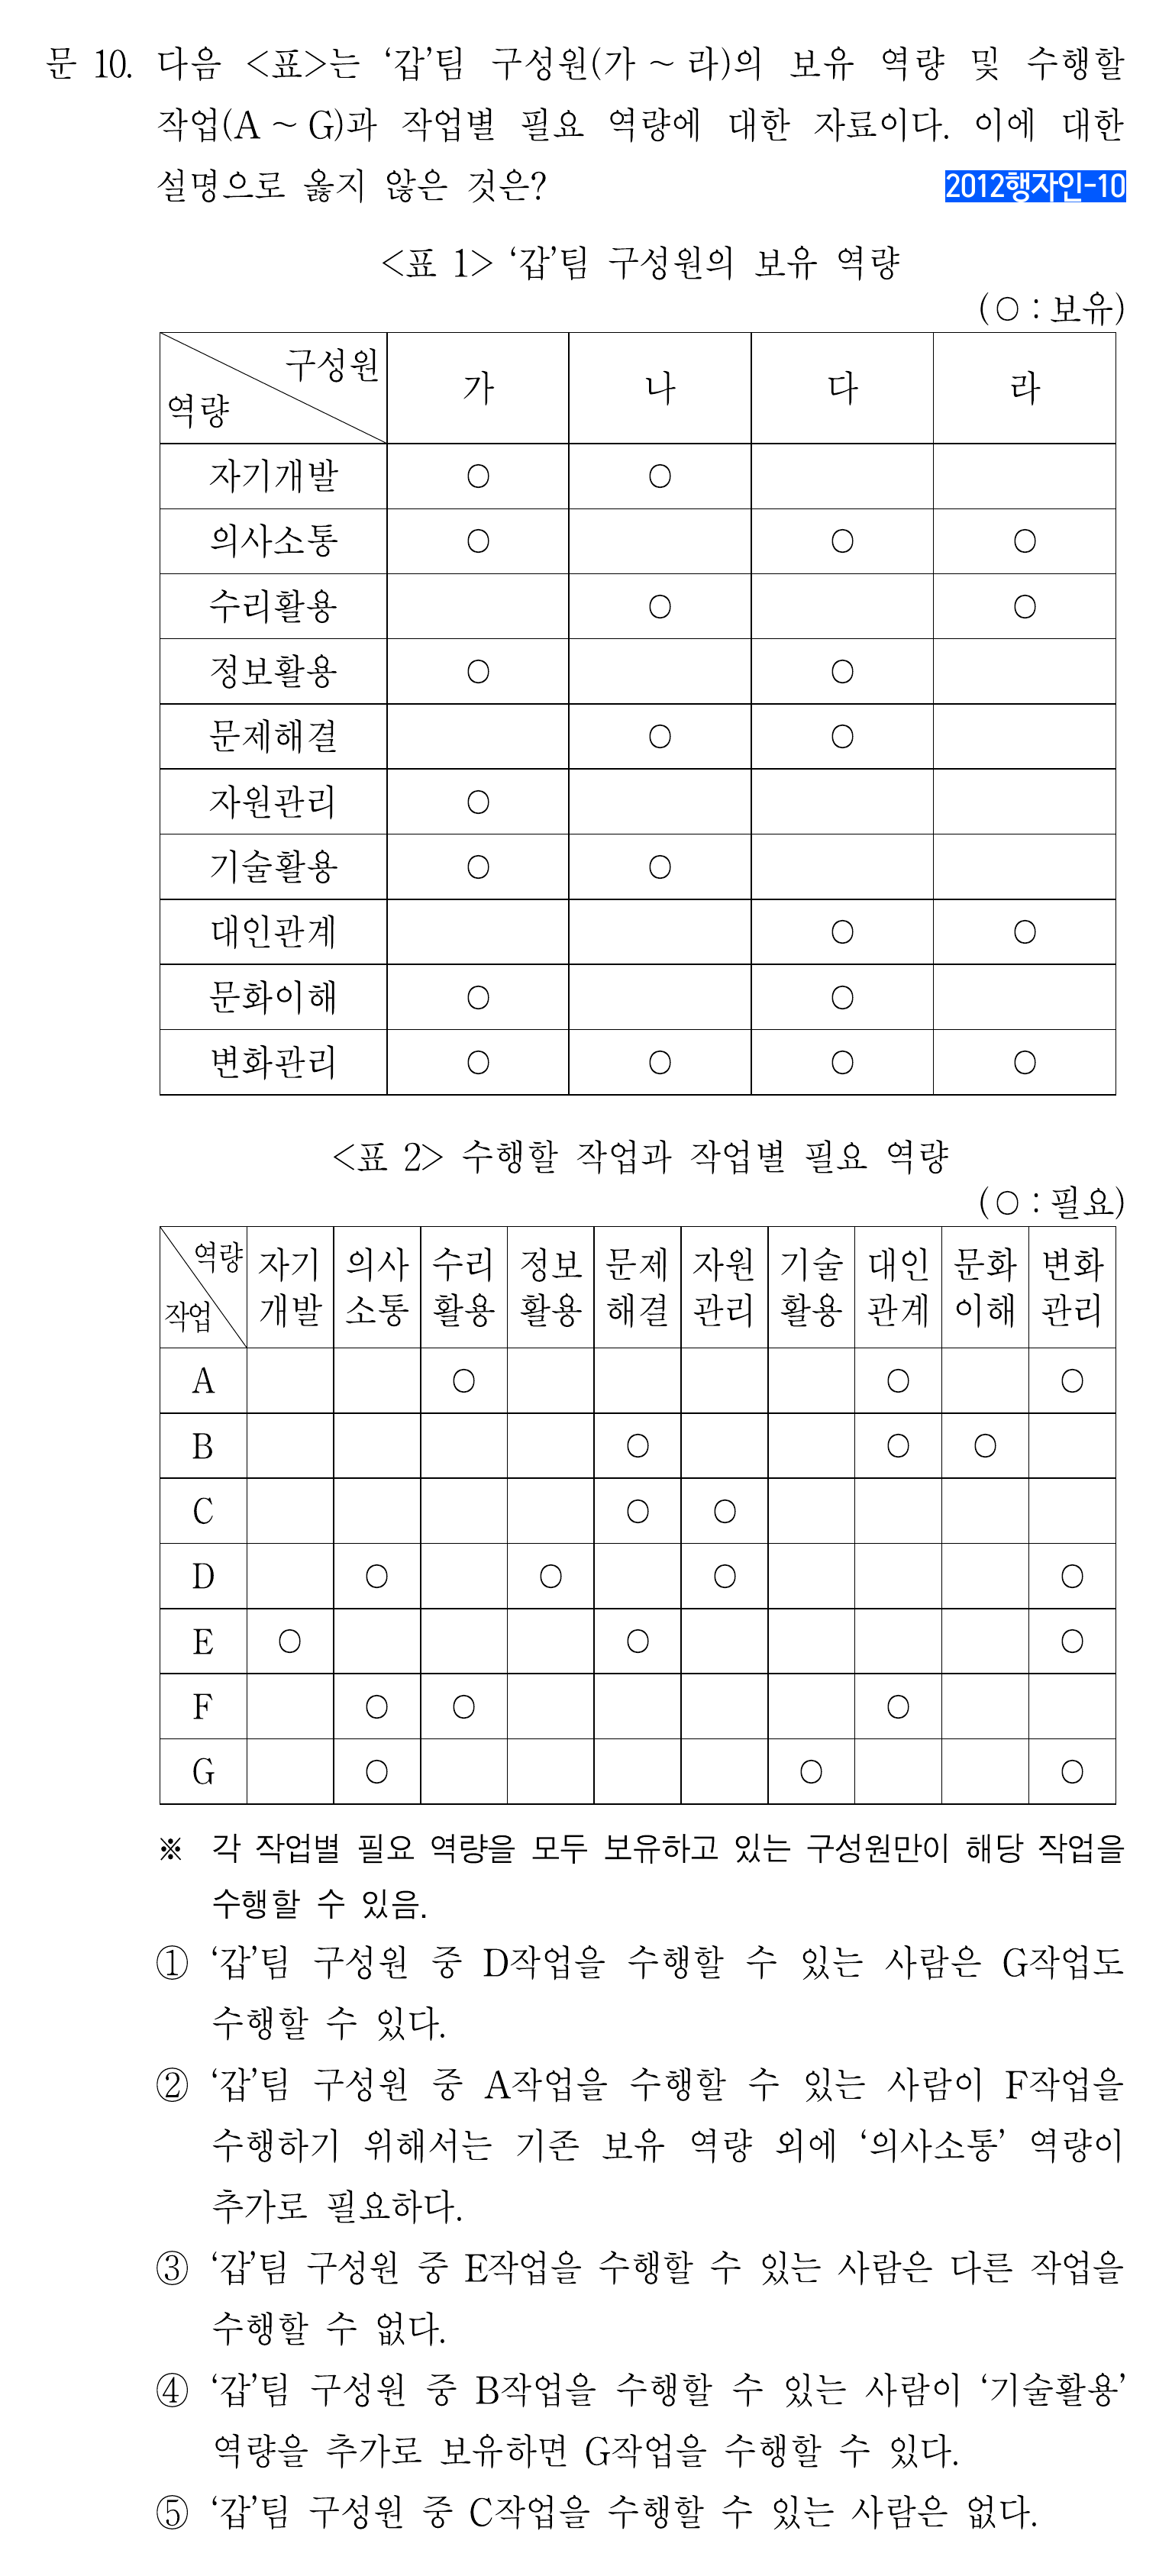 문 10. 다음 <표>는 ‘갑’팀 구성원(가 ~ 라)의 보유 역량 및 수행할
작업(A ~ G)과 작업별 필요 역량에 대한 자료이다. 이에 대한
설명으로 옳지 않은 것은?
2012행자인-10
<표 1> ‘갑’팀 구성원의 보유 역량
(○ : 보유)
구성원 역량 가 나 다 라
자기개발 ○ ○
의사소통 ○ ○ ○
수리활용 ○ ○
정보활용 ○ ○
문제해결 ○ ○
자원관리 ○
기술활용 ○ ○
대인관계 ○ ○
문화이해 ○ ○
변화관리 ○ ○ ○ ○
<표 2> 수행할 작업과 작업별 필요 역량
(○ : 필요)
역량 작업 자기개발 의사소통 수리활용 정보활용 문제해결 자원관리 기술활용 대인관계 문화이해 변화관리
A ○ ○ ○
B ○ ○ ○
C ○ ○
D ○ ○ ○ ○
E ○ ○ ○
F ○ ○ ○
G ○ ○ ○
※ 각 작업별 필요 역량을 모두 보유하고 있는 구성원만이 해당 작업을
수행할 수 있음.
① ‘갑’팀 구성원 중 D작업을 수행할 수 있는 사람은 G작업도
수행할 수 있다.
② ‘갑’팀 구성원 중 A작업을 수행할 수 있는 사람이 F작업을
수행하기 위해서는 기존 보유 역량 외에 ‘의사소통’ 역량이
추가로 필요하다.
③ ‘갑’팀 구성원 중 E작업을 수행할 수 있는 사람은 다른 작업을
수행할 수 없다.
④ ‘갑’팀 구성원 중 B작업을 수행할 수 있는 사람이 ‘기술활용’
역량을 추가로 보유하면 G작업을 수행할 수 있다.
⑤ ‘갑’팀 구성원 중 C작업을 수행할 수 있는 사람은 없다.